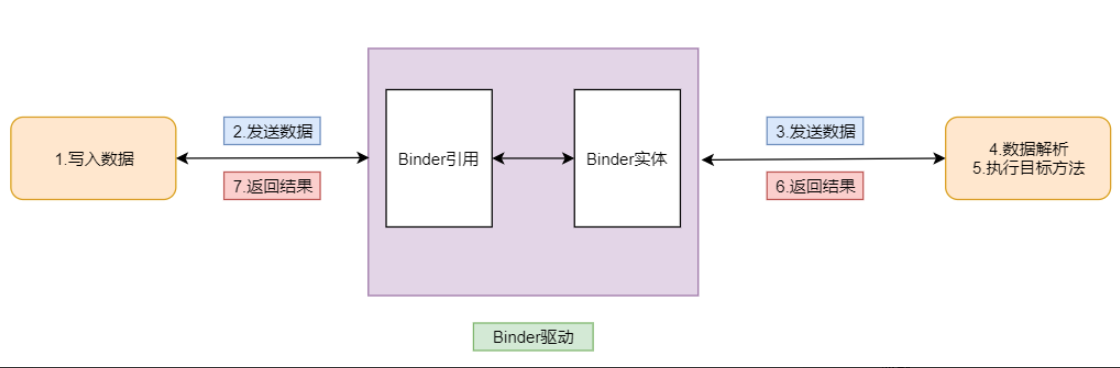 1.写入数据
2.发送数据
7.返回结果
Binder引用
Binder实体
3.发送数据
6.返回结果
4.数据解析
5.执行目标方法
Binder驱动